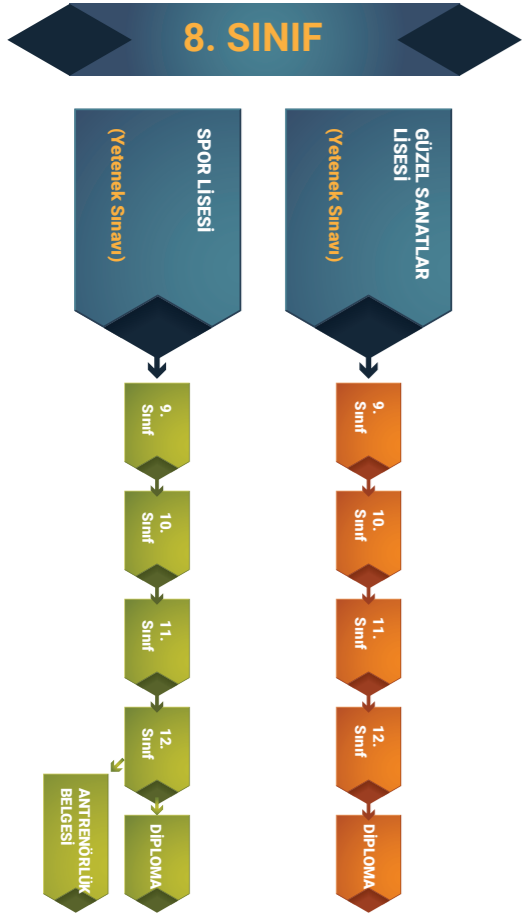 8. SINIF
SPOR LİSESİ
(Yetenek Sınavı)
9.
Sınıf
10.
Sınıf
11.
Sınıf
12.
Sınıf
ANTRENÖRLÜK
BELGESİ
DİPLOMA
GÜZEL SANATLAR
LİSESİ
(Yetenek Sınavı)
9.
Sınıf
10.
Sınıf
11.
Sınıf
12.
Sınıf
DİPLOMA